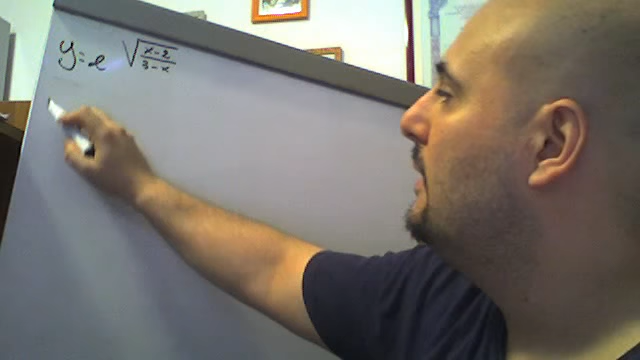 y = e √((x-2)/(3-x))